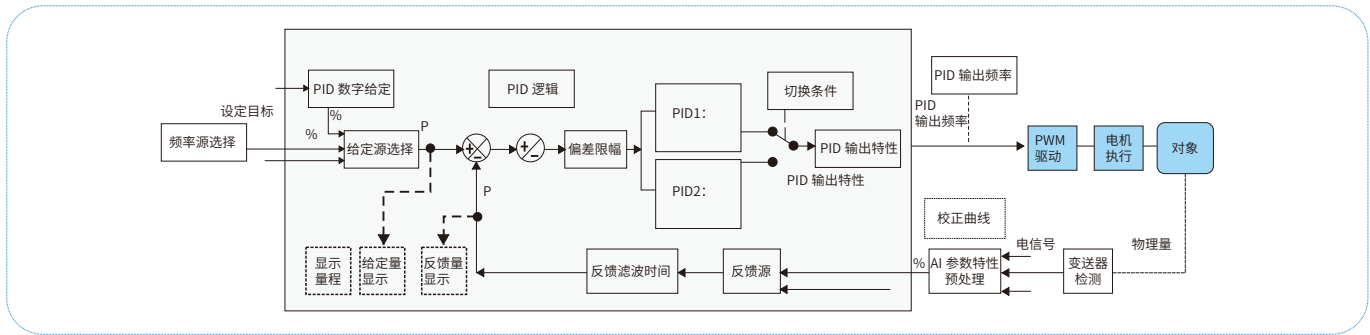 PID 数字给定
PID 逻辑
切换条件
PID 输出频率
设定目标
%
%
P
频率源选择
给定源选择
+
-
+
-
偏差限幅
PID1：
PID2：
PID 输出特性
PID 输出特性
PID
输出频率
PWM
驱动
电机
执行
对象
P
校正曲线
显示
量程
给定量
显示
反馈量
显示
反馈滤波时间
反馈源
%
AI 参数特性
预处理
电信号
变送器
检测
物理量